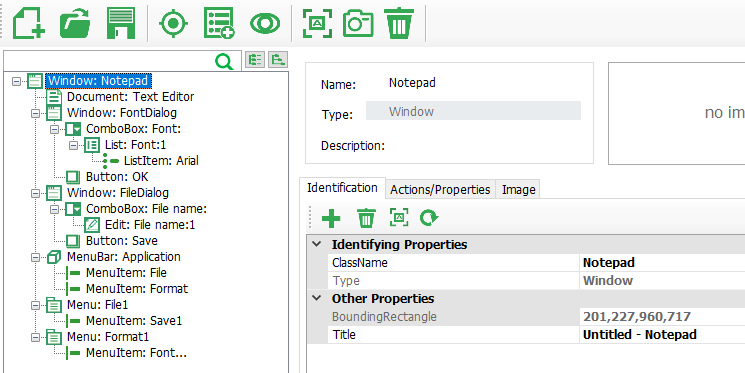 Window: Notepad
Document: Text Editor
Window: FontDialog
ComboBox: Font:
List: Font:1
ListItem: Arial
Button: OK
Window: FileDialog
ComboBox: File name:
Edit: File name:1
Button: Save
MenuBar: Application
MenuItem: File
MenuItem: Format
Menu: File1
MenuItem: Save1
Menu: Format1
MenuItem: Font...
Name: Notepad
Type: Window
Description:
no im
Identification Actions/Properties Image
Identifying Properties
ClassName Notepad
Type Window
Other Properties
BoundingRectangle 201,227,960,717
Title Untitled - Notepad